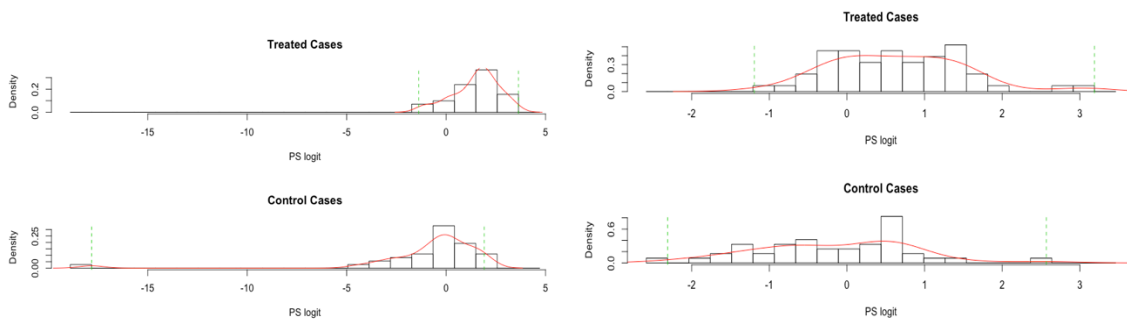 Treated Cases
Density
0.0 0.2
-15 -10 -5 0 5
PS logit
Control Cases
Density
0.00 0.25
-15 -10 -5 0 5
PS logit
Treated Cases
Density
0.0 0.3
-2 -1 0 1 2 3
PS logit
Control Cases
Density
0.0 0.6
-2 -1 0 1 2 3
PS logit